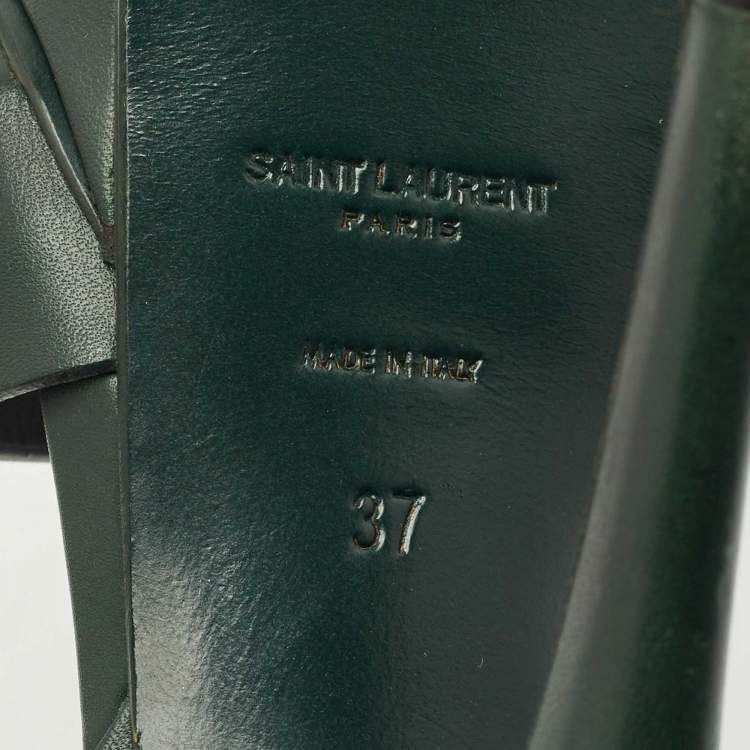 SAINT LAURENT
PARIS
MADE IN ITALY
37